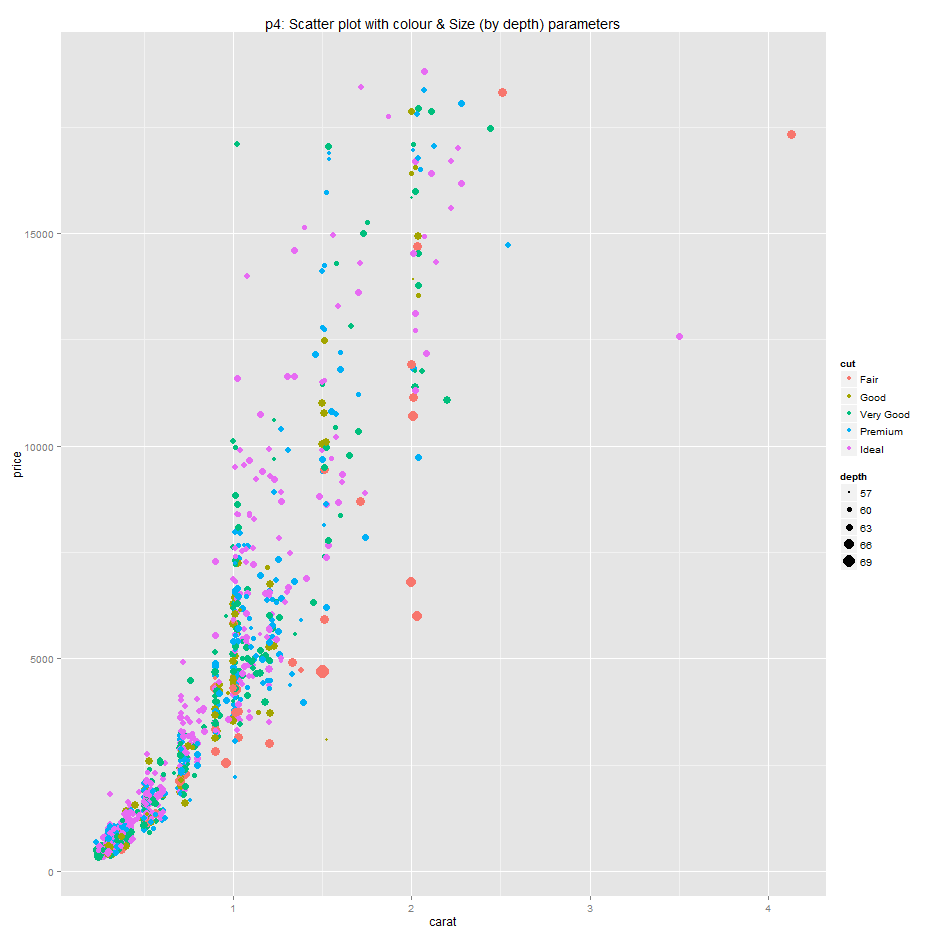 p4: Scatter plot with colour & Size (by depth) parameters
15000
10000
5000
0
price
1
2
3
4
carat
cut
Fair
Good
Very Good
Premium
Ideal
depth
57
60
63
66
69